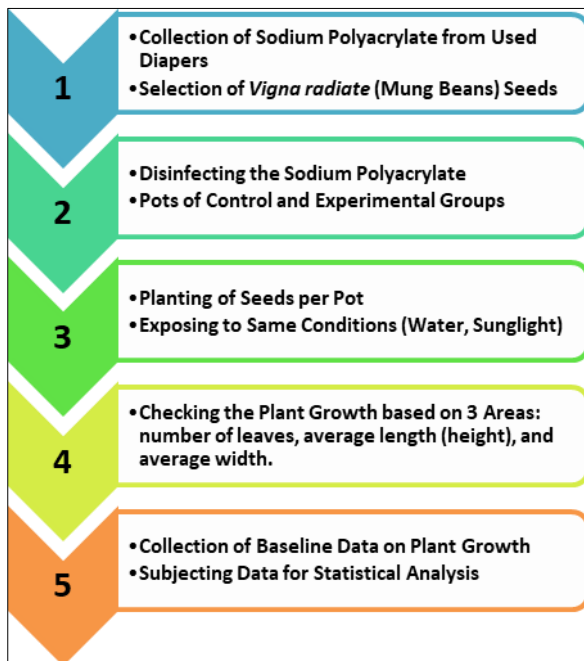 1
•Collection of Sodium Polyacrylate from Used
Diapers
•Selection of Vigna radiate (Mung Beans) Seeds
2
•Disinfecting the Sodium Polyacrylate
•Pots of Control and Experimental Groups
3
•Planting of Seeds per Pot
•Exposing to Same Conditions (Water, Sunlight)
4
•Checking the Plant Growth based on 3 Areas:
number of leaves, average length (height), and
average width.
5
•Collection of Baseline Data on Plant Growth
•Subjecting Data for Statistical Analysis